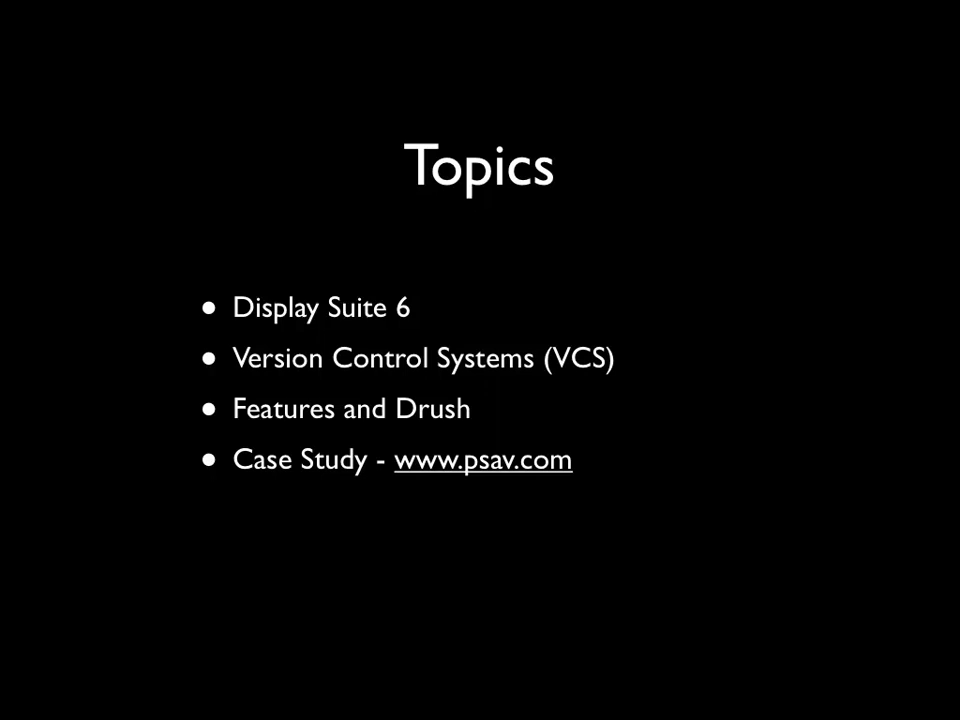 Topics
• Display Suite 6
• Version Control Systems (VCS)
• Features and Drush
• Case Study - www.psav.com